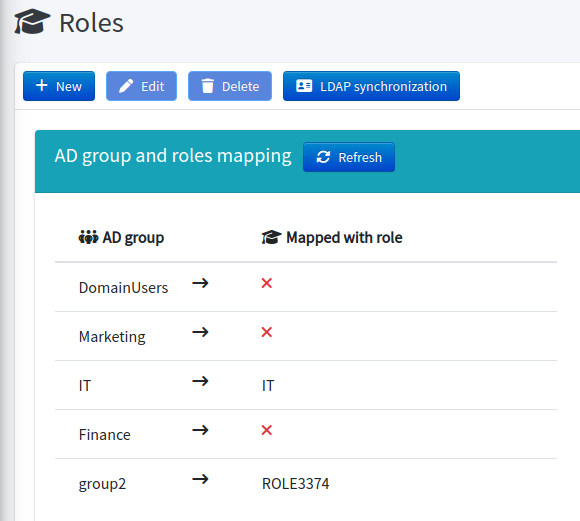 Roles
New Edit Delete LDAP synchronization
AD group and roles mapping Refresh
AD group Mapped with role
DomainUsers →
Marketing →
IT → IT
Finance →
group2 → ROLE3374